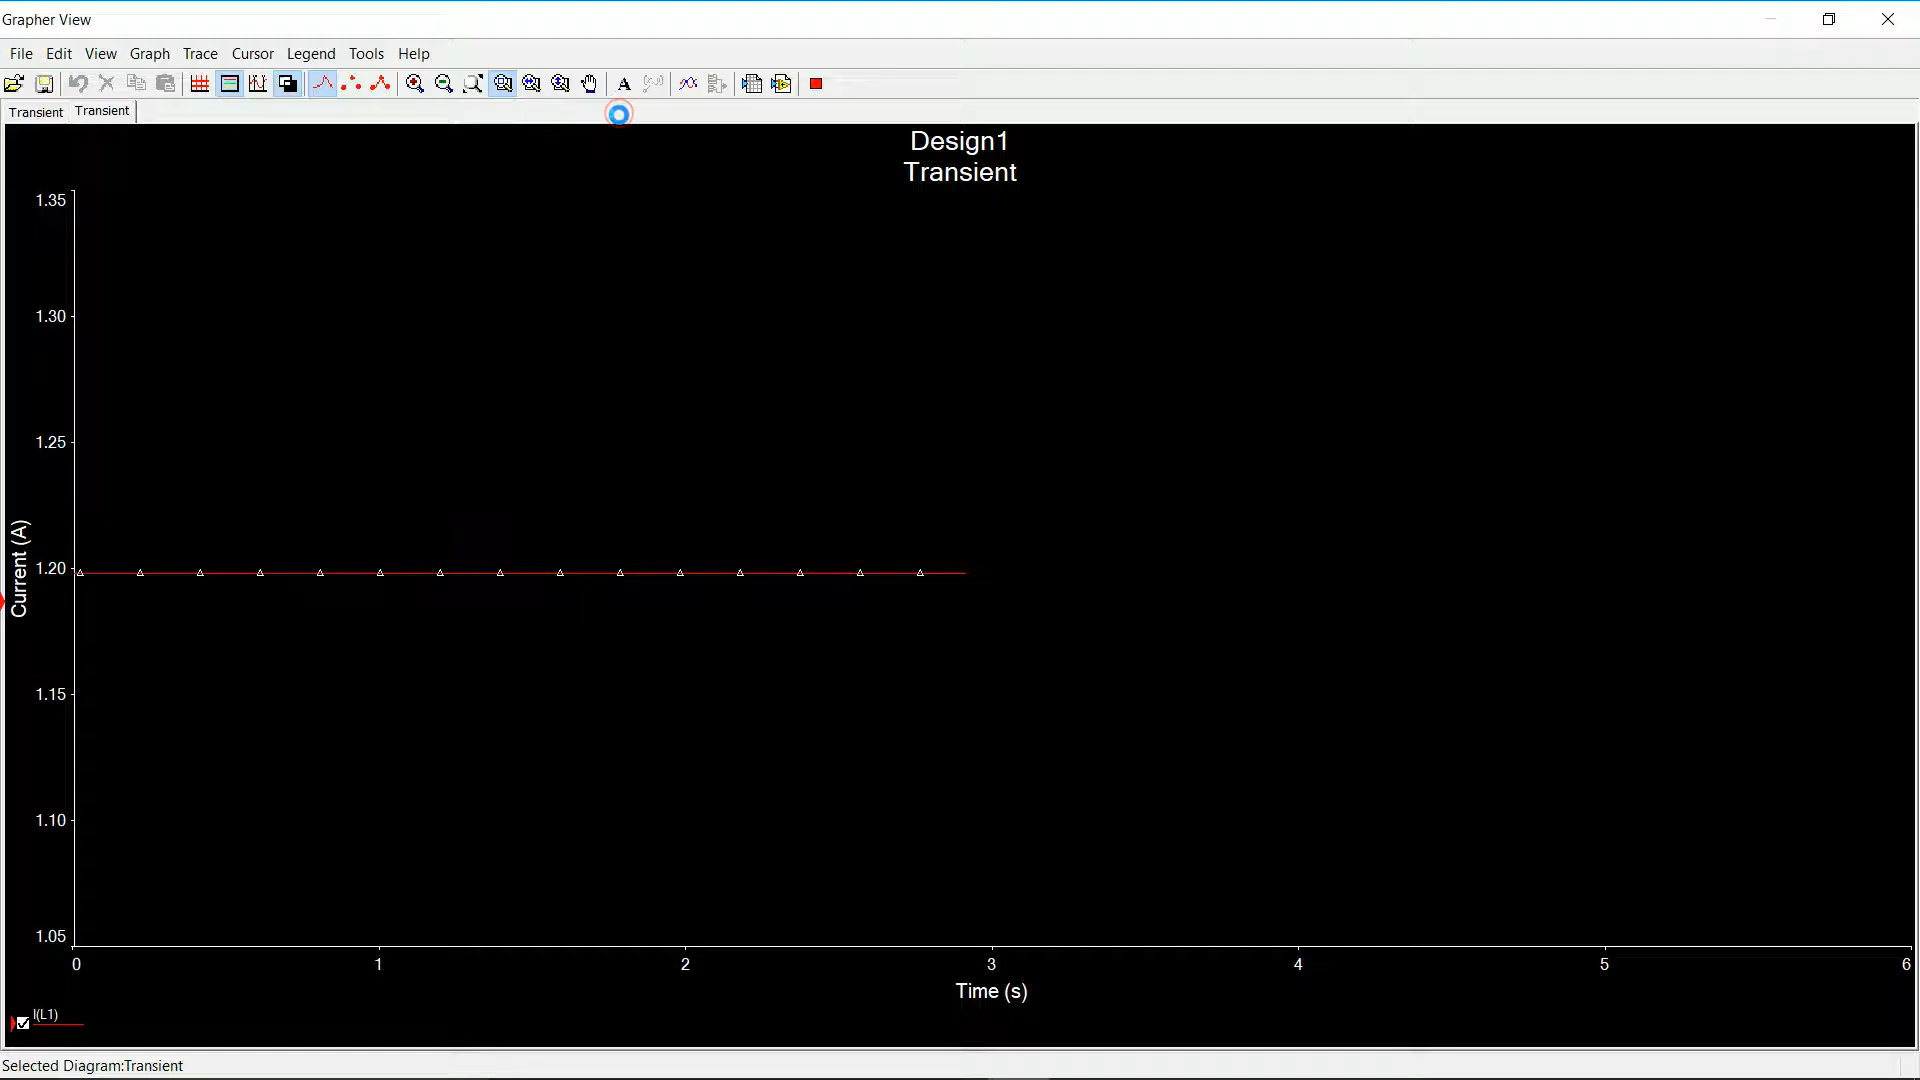 Grapher View
File Edit View Graph Trace Cursor Legend Tools Help
A
Transient Transient
Design1
Transient
1.35
1.30
1.25
1.20
1.15
1.10
1.05
Current (A)
0 1 2 3 4 5 6
Time (s)
I(L1)
Selected Diagram:Transient